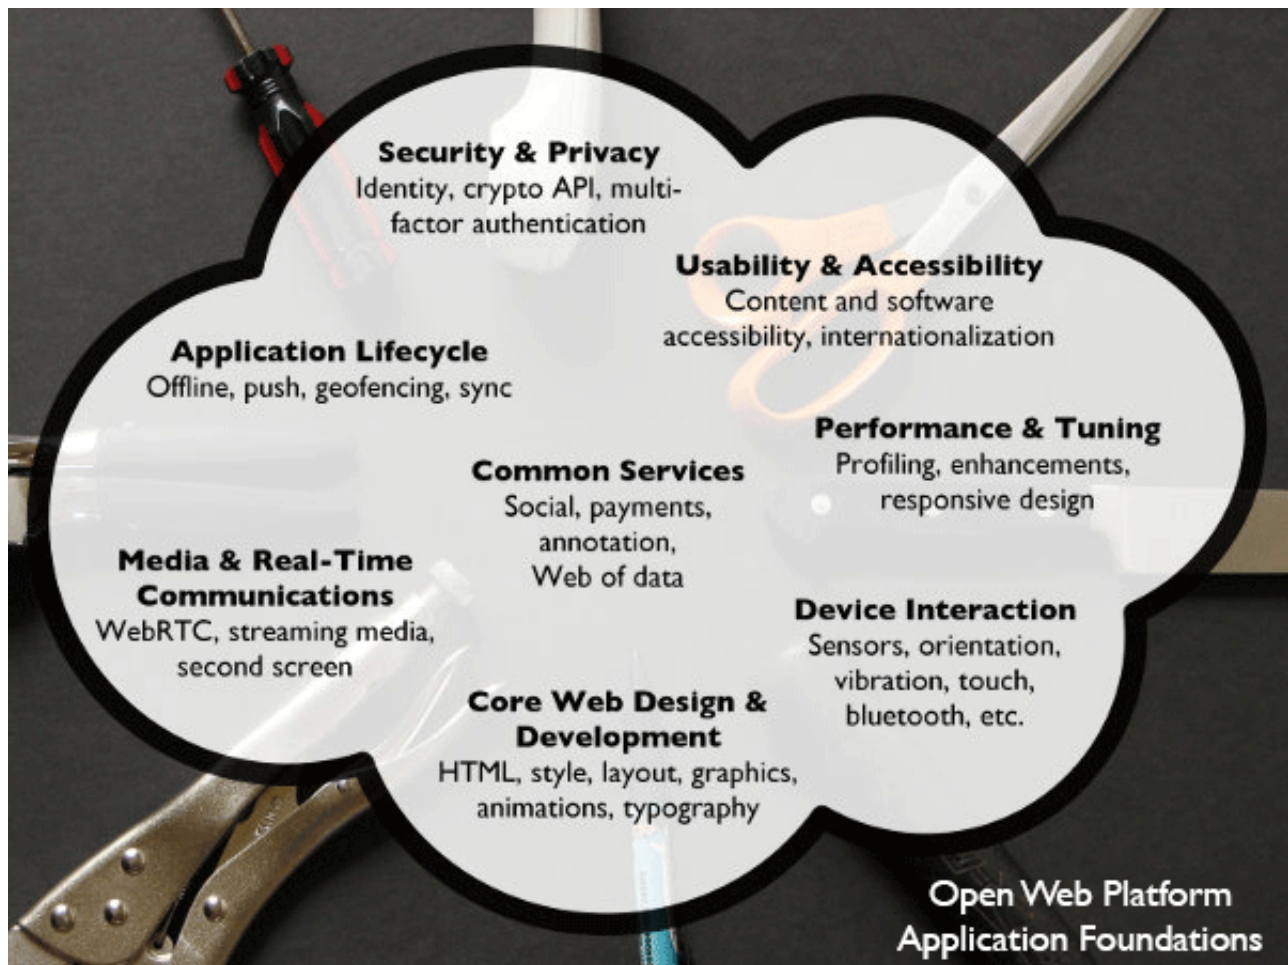 Security & Privacy
Identity, crypto API, multi-
factor authentication
Usability & Accessibility
Content and software
accessibility, internationalization
Application Lifecycle
Offline, push, geofencing, sync
Performance & Tuning
Profiling, enhancements,
responsive design
Common Services
Social, payments,
annotation,
Web of data
Media & Real-Time
Communications
WebRTC, streaming media,
second screen
Device Interaction
Sensors, orientation,
vibration, touch,
bluetooth, etc.
Core Web Design &
Development
HTML, style, layout, graphics,
animations, typography
Open Web Platform
Application Foundations